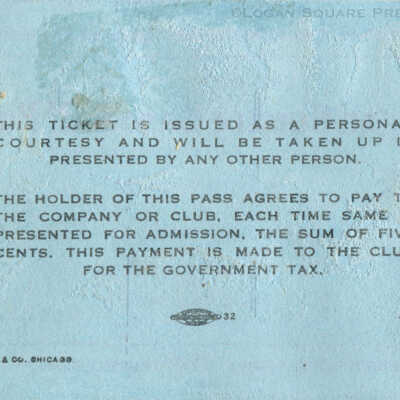 ©LOGAN SQUARE PRE
THIS TICKET IS ISSUED AS A PERSONA
COURTESY AND WILL BE TAKEN UP I
PRESENTED BY ANY OTHER PERSON.
THE HOLDER OF THIS PASS AGREES TO PAY T
THE COMPANY OR CLUB, EACH TIME SAME
PRESENTED FOR ADMISSION, THE SUM OF FIV
CENTS. THIS PAYMENT IS MADE TO THE CLU
FOR THE GOVERNMENT TAX.
32
& CO. CHICAGO